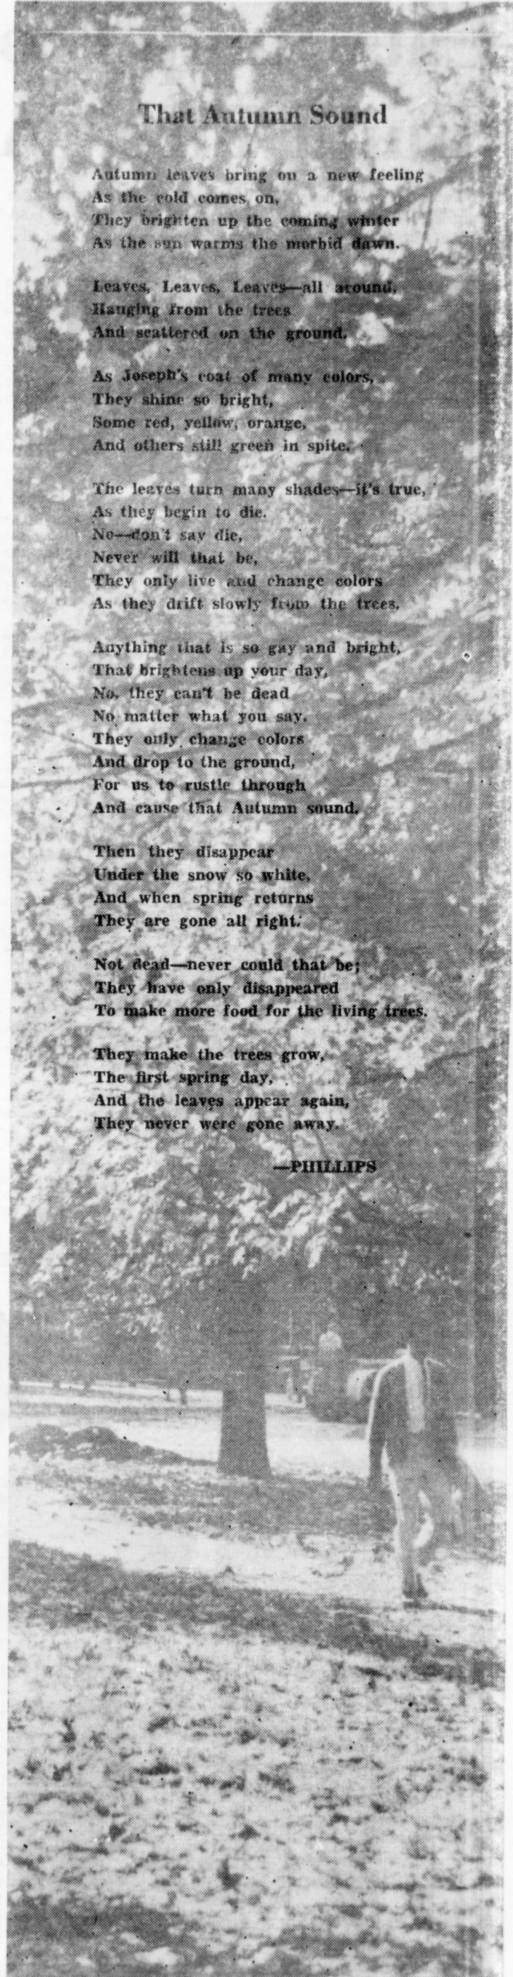 That Autumn Sound
Autumn leaves bring on a new feeling
As the cold comes on,
They brighten up the coming winter
As the sun warms the morbid dawn.
Leaves, Leaves, Leaves—all around,
Hanging from the trees
And scattered on the ground.
As Joseph's coat of many colors,
They shine so bright,
Some red, yellow, orange,
And others still green in spite.
The leaves turn many shades—it's true,
As they begin to die.
No—don't say die,
Never will that be,
They only live and change colors
As they drift slowly from the trees.
Anything that is so gay and bright,
That brightens up your day,
No, they can't be dead
No matter what you say.
They only change colors
And drop to the ground,
For us to rustle through
And cause that Autumn sound.
Then they disappear
Under the snow so white,
And when spring returns
They are gone all right.
Not dead—never could that be;
They have only disappeared
To make more food for the living trees.
They make the trees grow,
The first spring day,
And the leaves appear again,
They never were gone away.
—PHILLIPS